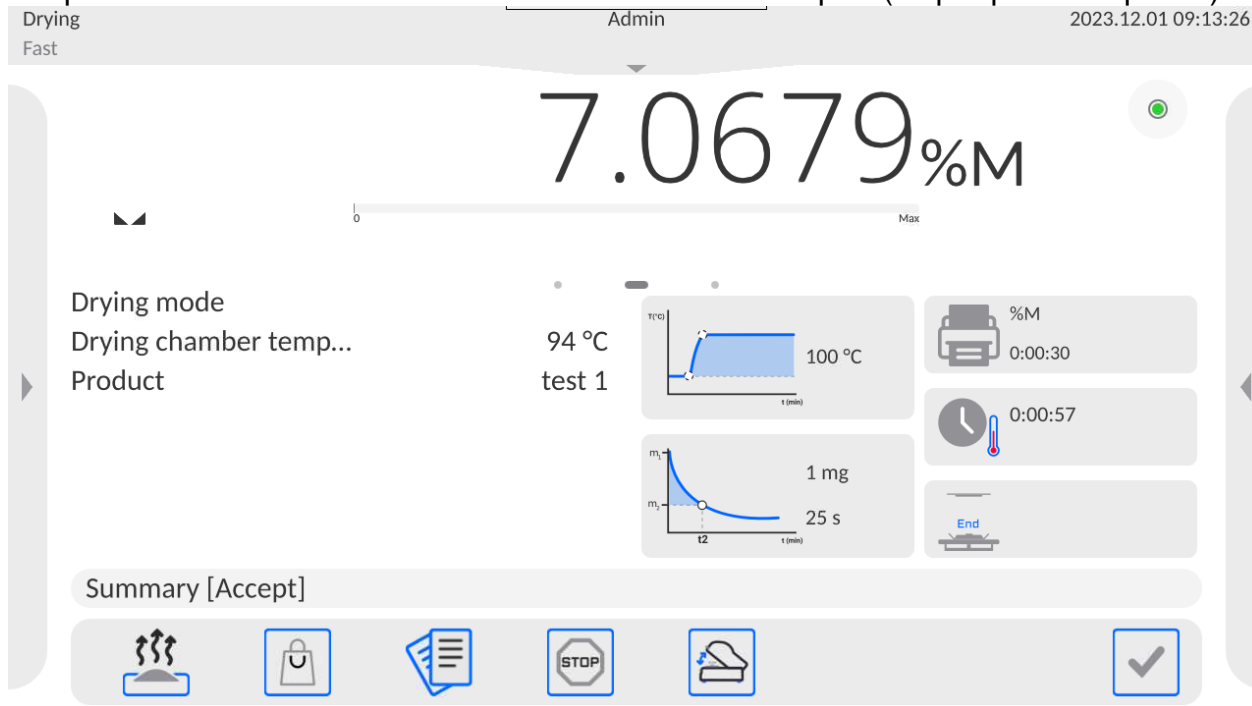 Drying
Admin
2023.12.01 09:13:26
Fast
7.0679 %M
0
Max
Drying mode
Drying chamber temp... 94 °C
Product test 1
T(°C)
100 °C
t (min)
m1
m2
1 mg
25 s
t2
t (min)
%M
0:00:30
0:00:57
End
Summary [Accept]
STOP